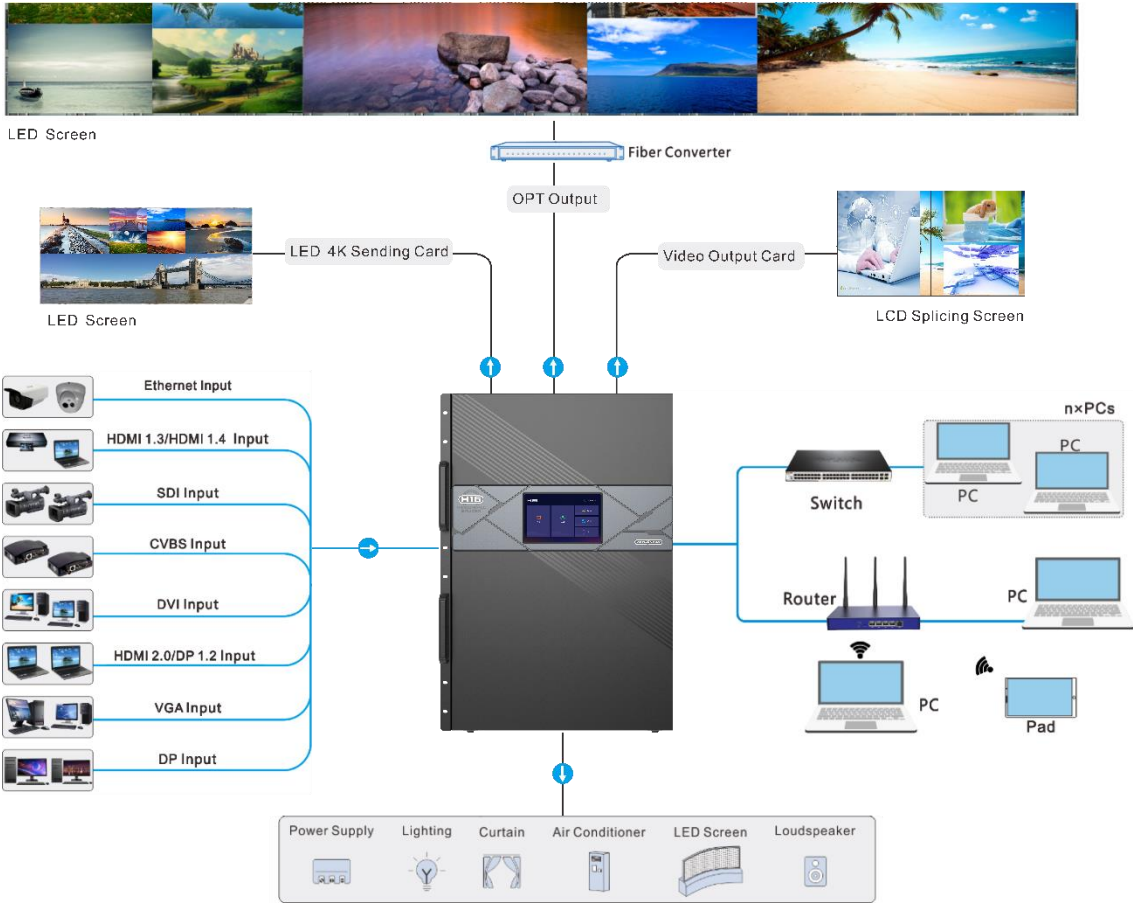 LED Screen
Fiber Converter
OPT Output
LED 4K Sending Card
Video Output Card
LED Screen
LCD Splicing Screen
Ethernet Input
HDMI 1.3/HDMI 1.4 Input
SDI Input
CVBS Input
DVI Input
HDMI 2.0/DP 1.2 Input
VGA Input
DP Input
H15
n×PCs
PC
PC
Switch
Router
PC
PC
Pad
Power Supply
Lighting
Curtain
Air Conditioner
LED Screen
Loudspeaker